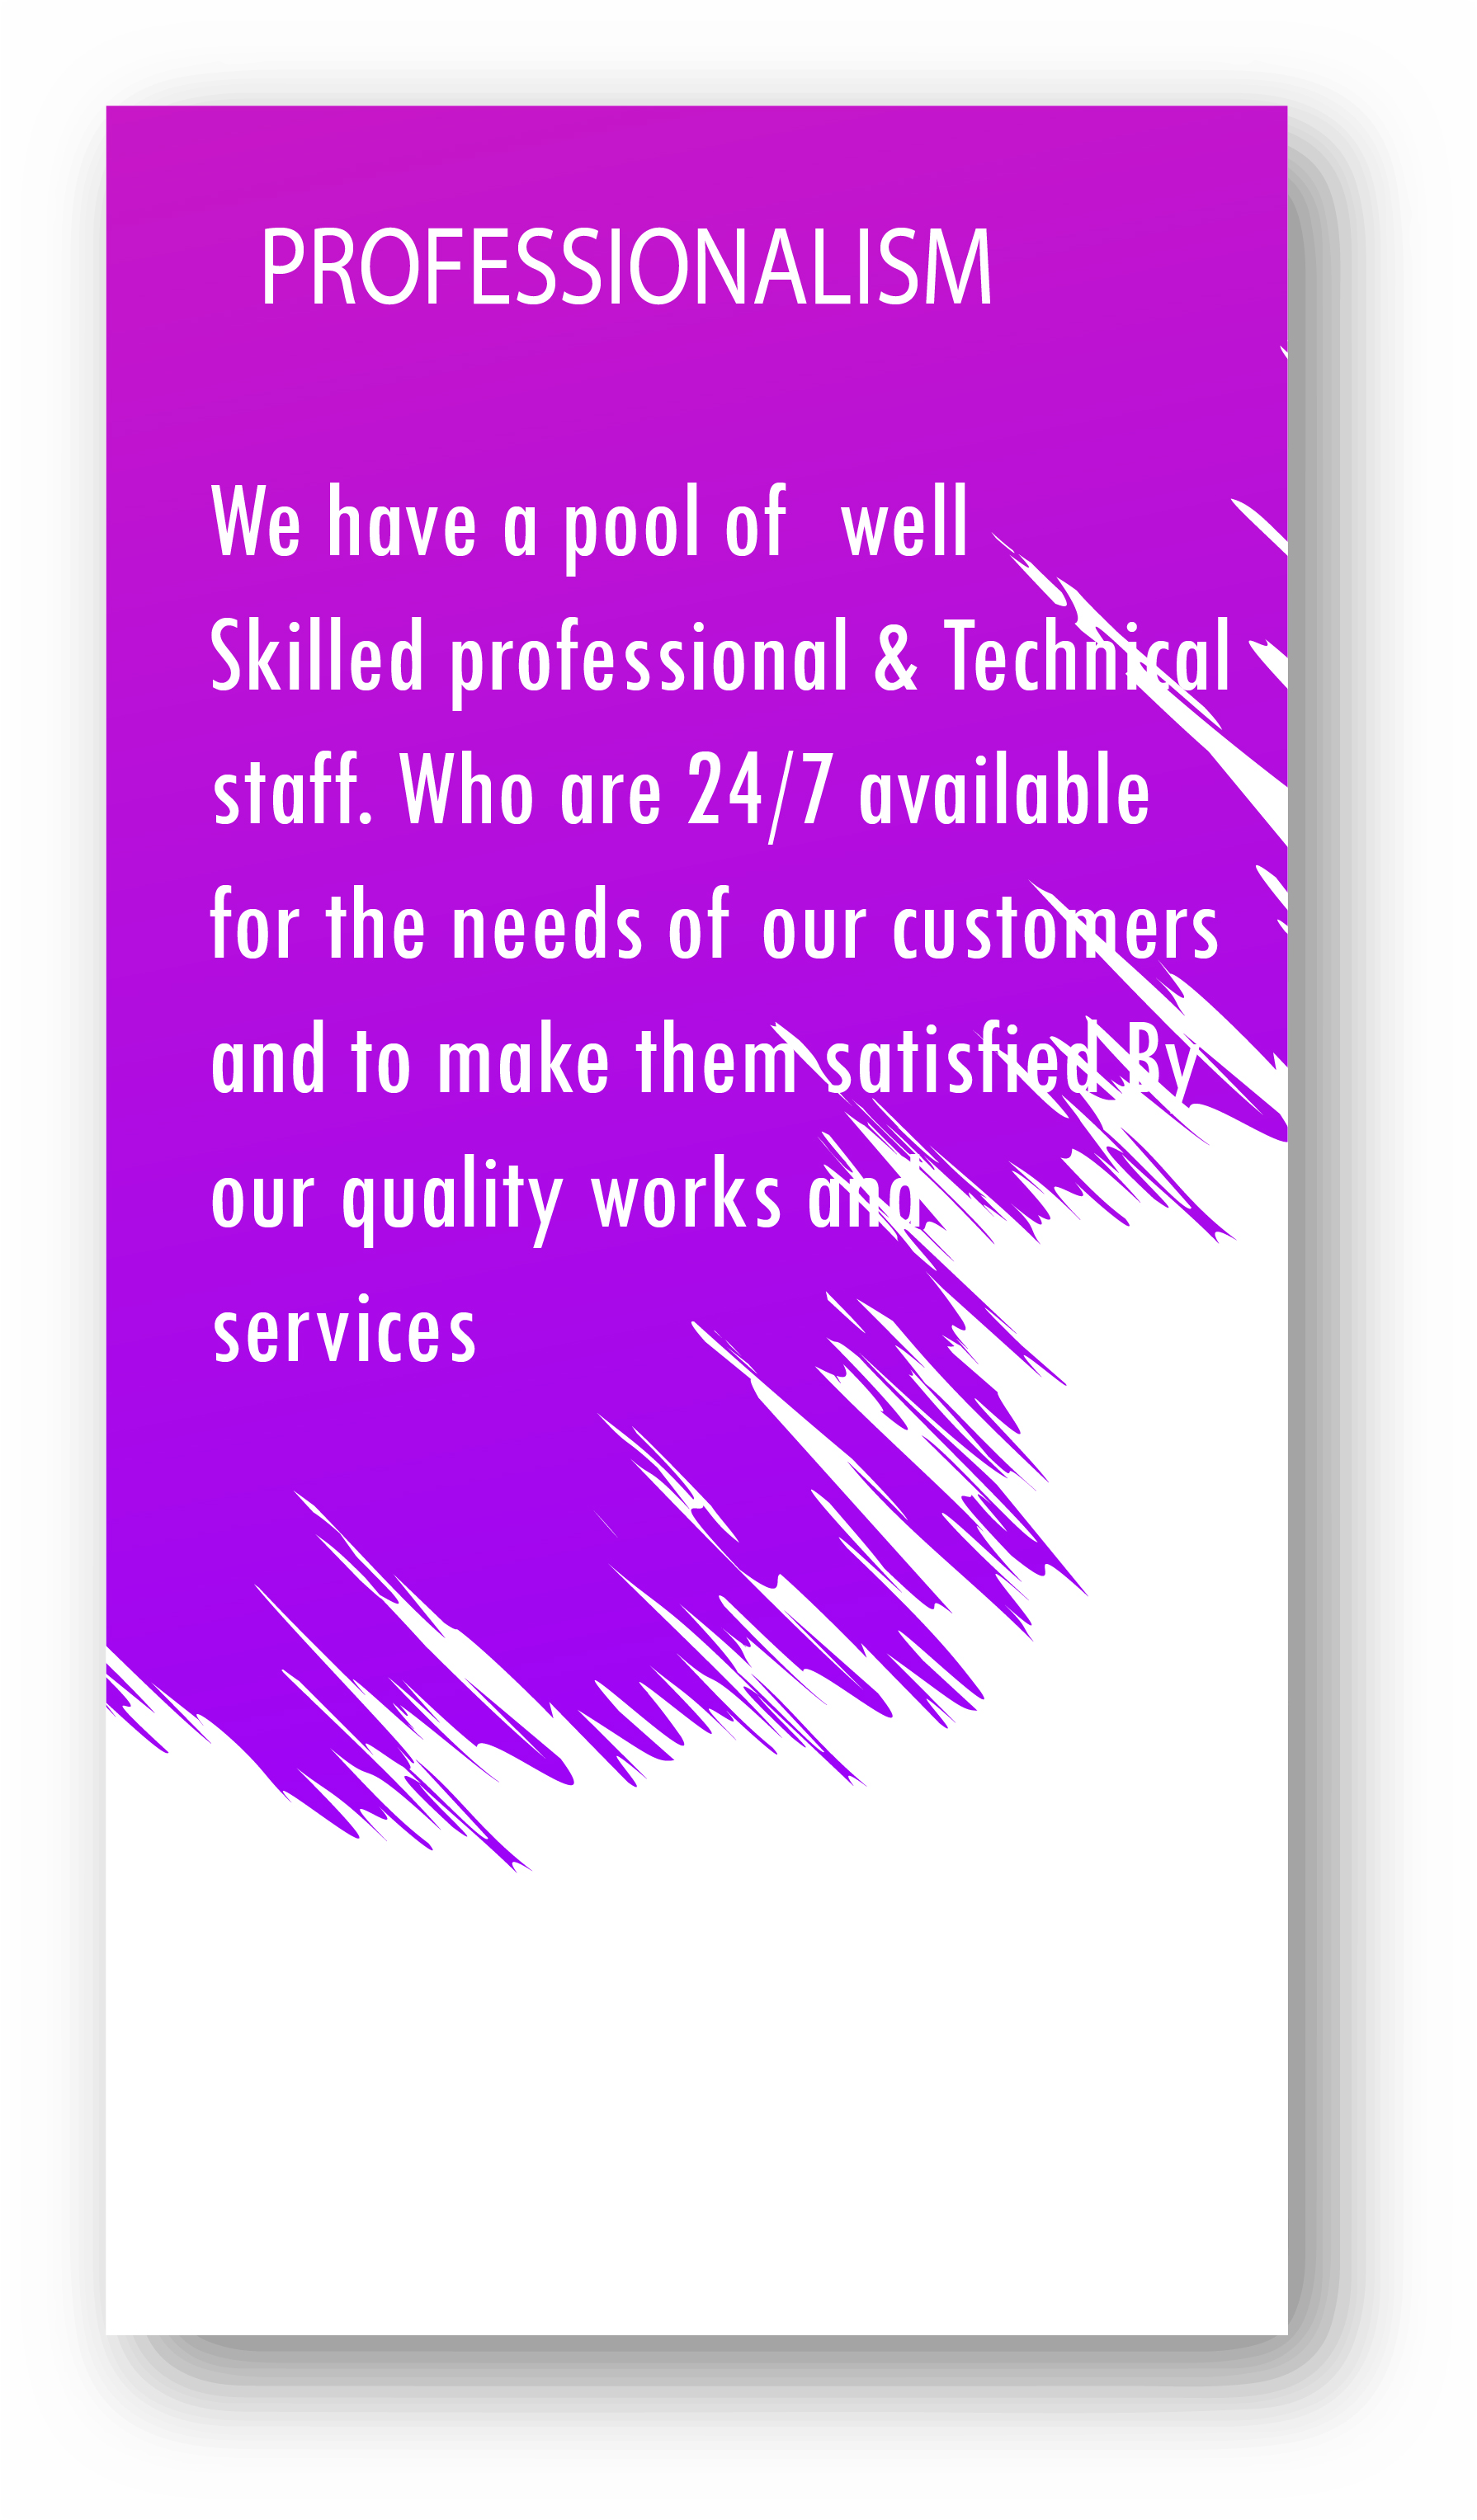 PROFESSIONALISM
We have a pool of well
Skilled professional & Technical
staff. Who are 24/7 available
for the needs of our customers
and to make them satisfied By
our quality works and
services